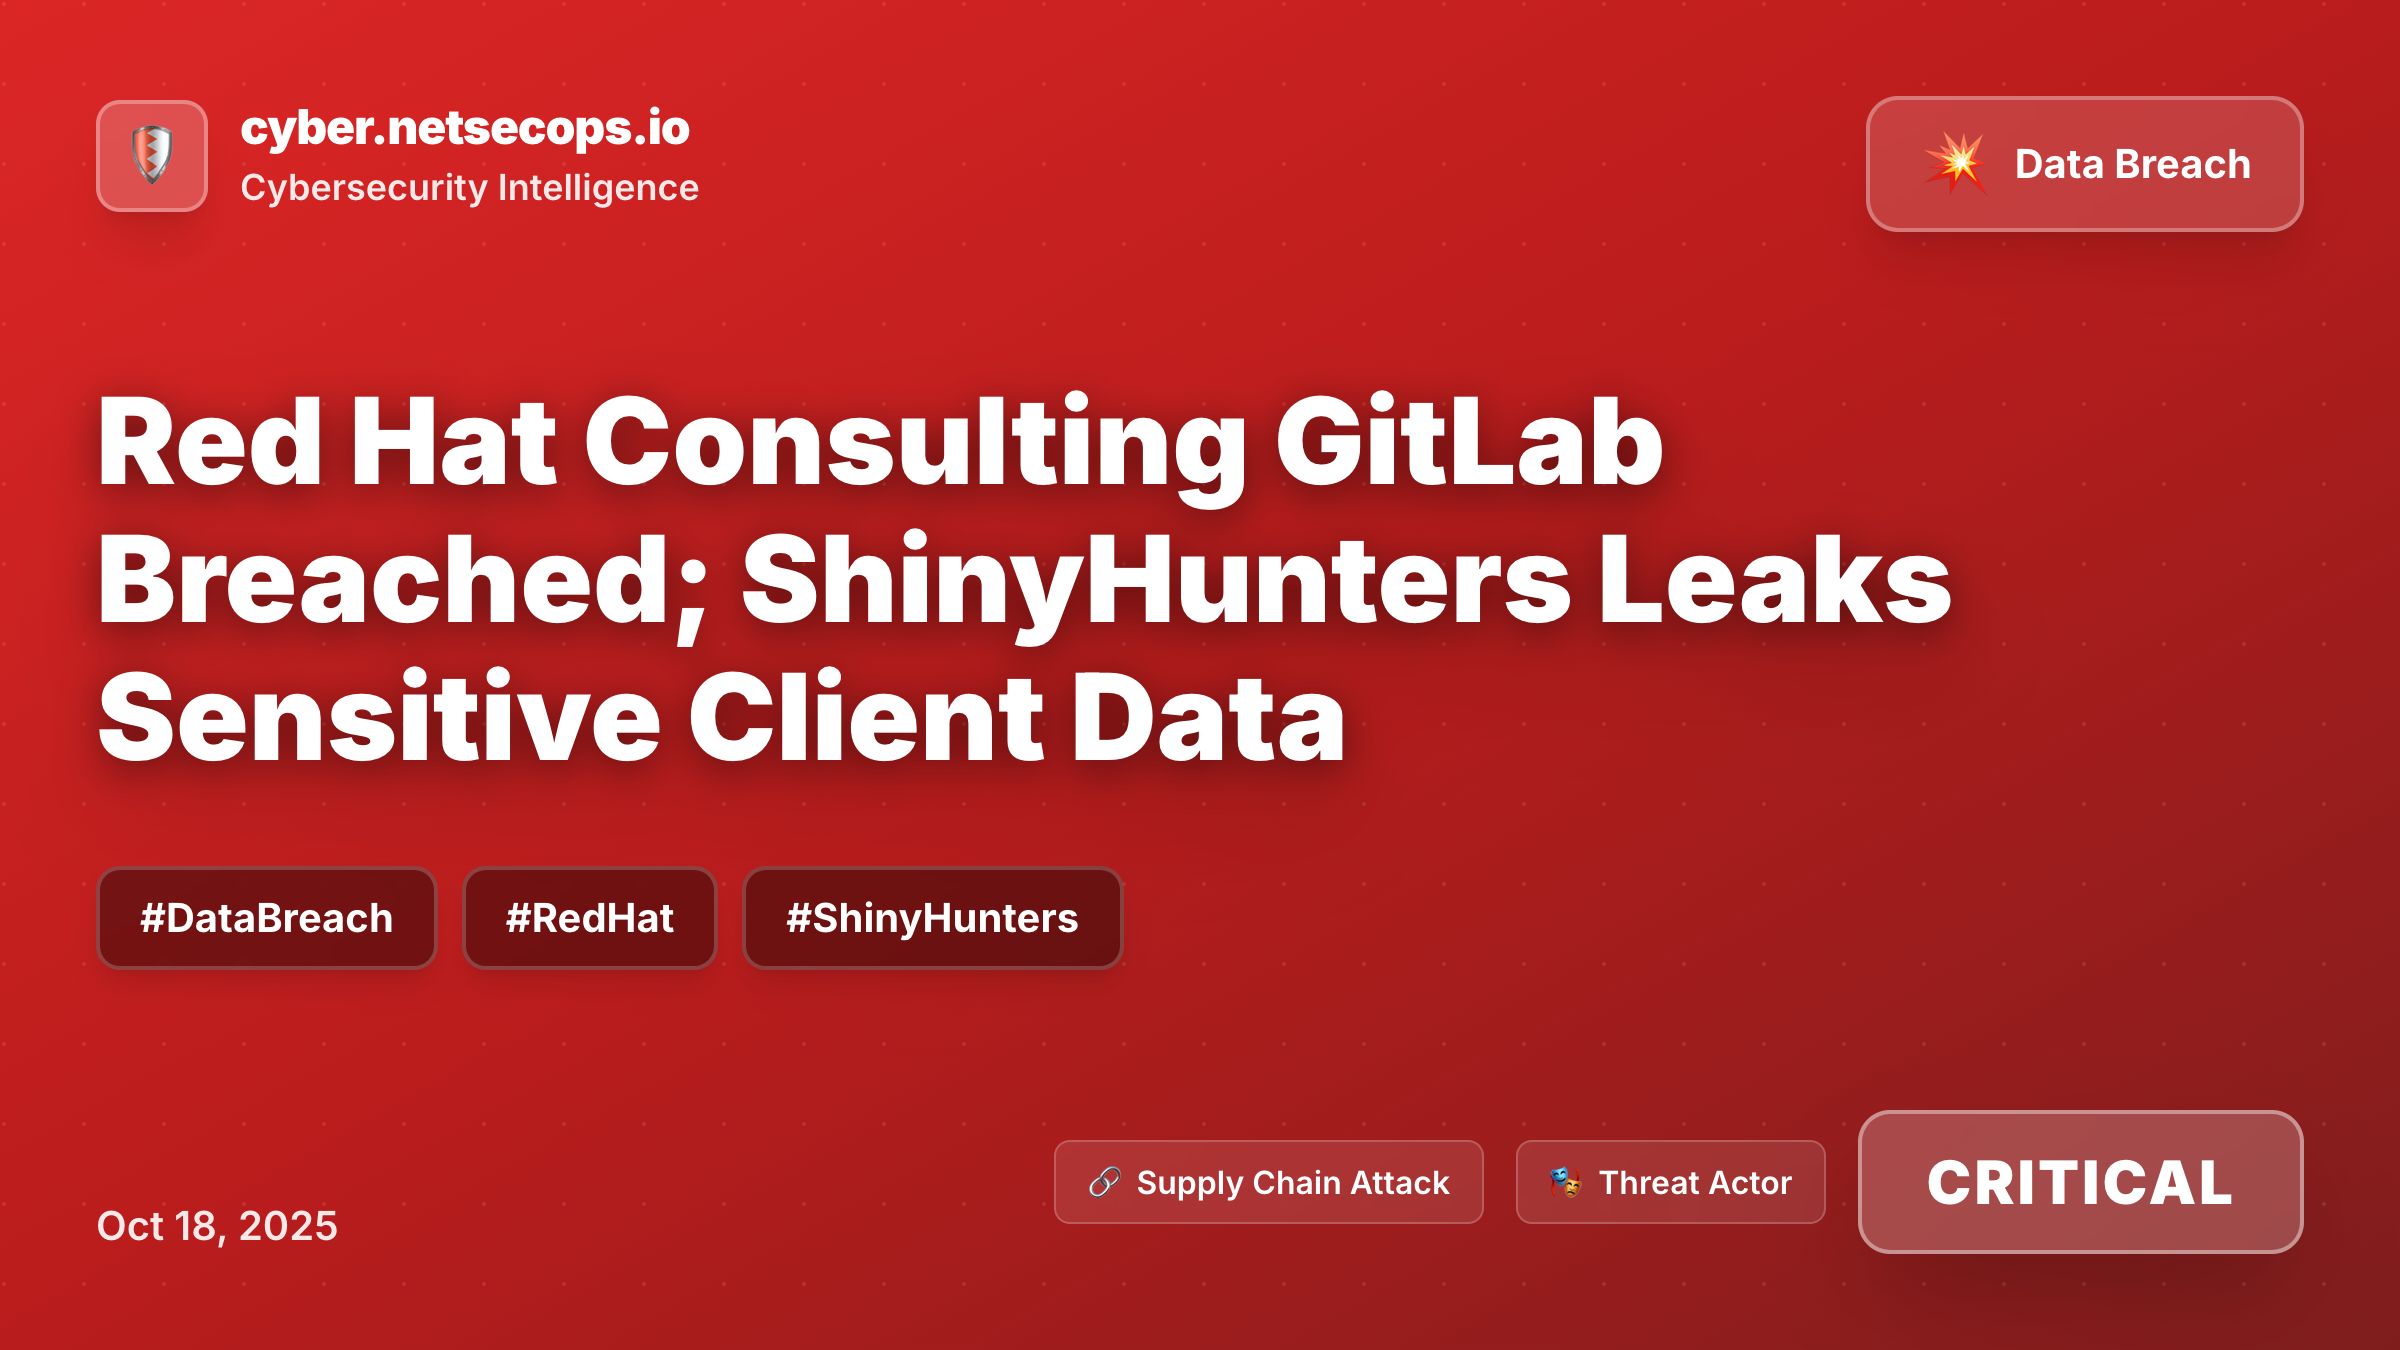 cyber.netsecops.io
Cybersecurity Intelligence
Data Breach
Red Hat Consulting GitLab
Breached; ShinyHunters Leaks
Sensitive Client Data
#DataBreach
#RedHat
#ShinyHunters
Oct 18, 2025
Supply Chain Attack
Threat Actor
CRITICAL